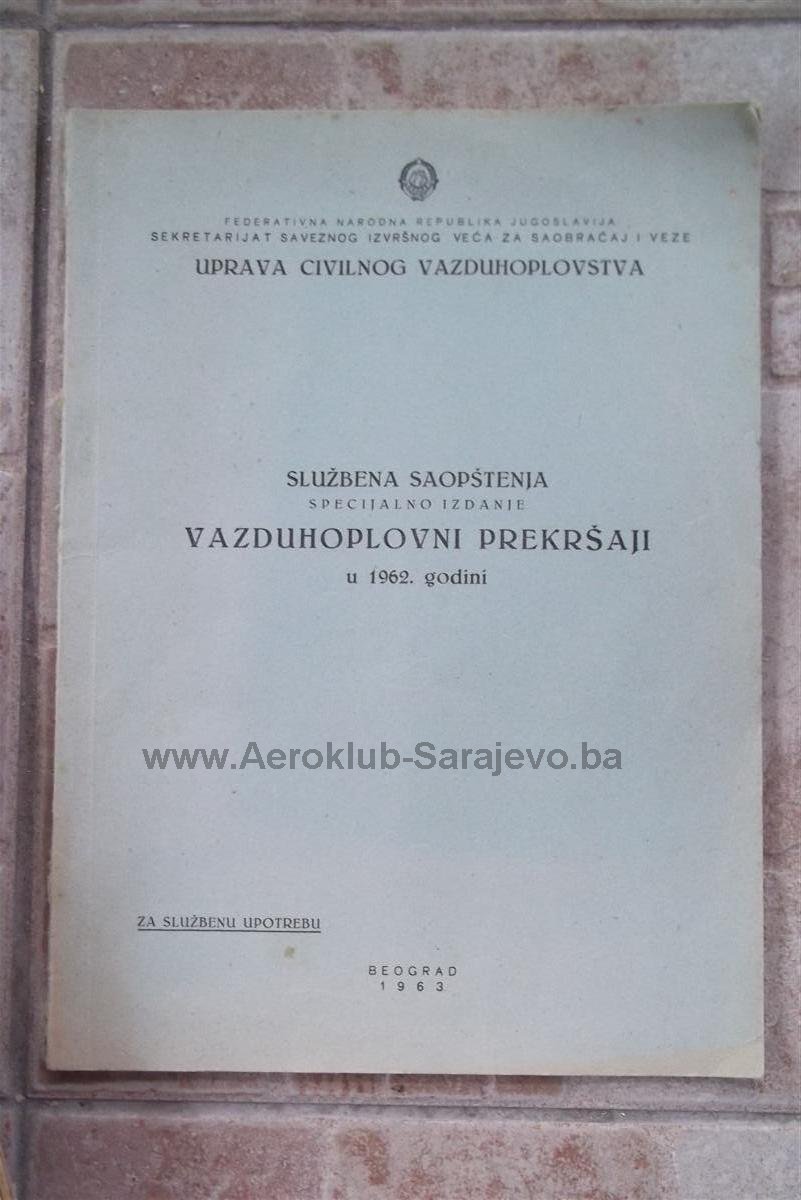 FEDERATIVNA NARODNA REPUBLIKA JUGOSLAVIJA
SEKRETARIJAT SAVEZNOG IZVRŠNOG VEĆA ZA SAOBRAĆAJ I VEZE
UPRAVA CIVILNOG VAZDUHOPLOVSTVA
SLUŽBENA SAOPŠTENJA
SPECIJALNO IZDANJE
VAZDUHOPLOVNI PREKRŠAJI
u 1962. godini
www.Aeroklub-Sarajevo.ba
ZA SLUŽBENU UPOTREBU
BEOGRAD
1963